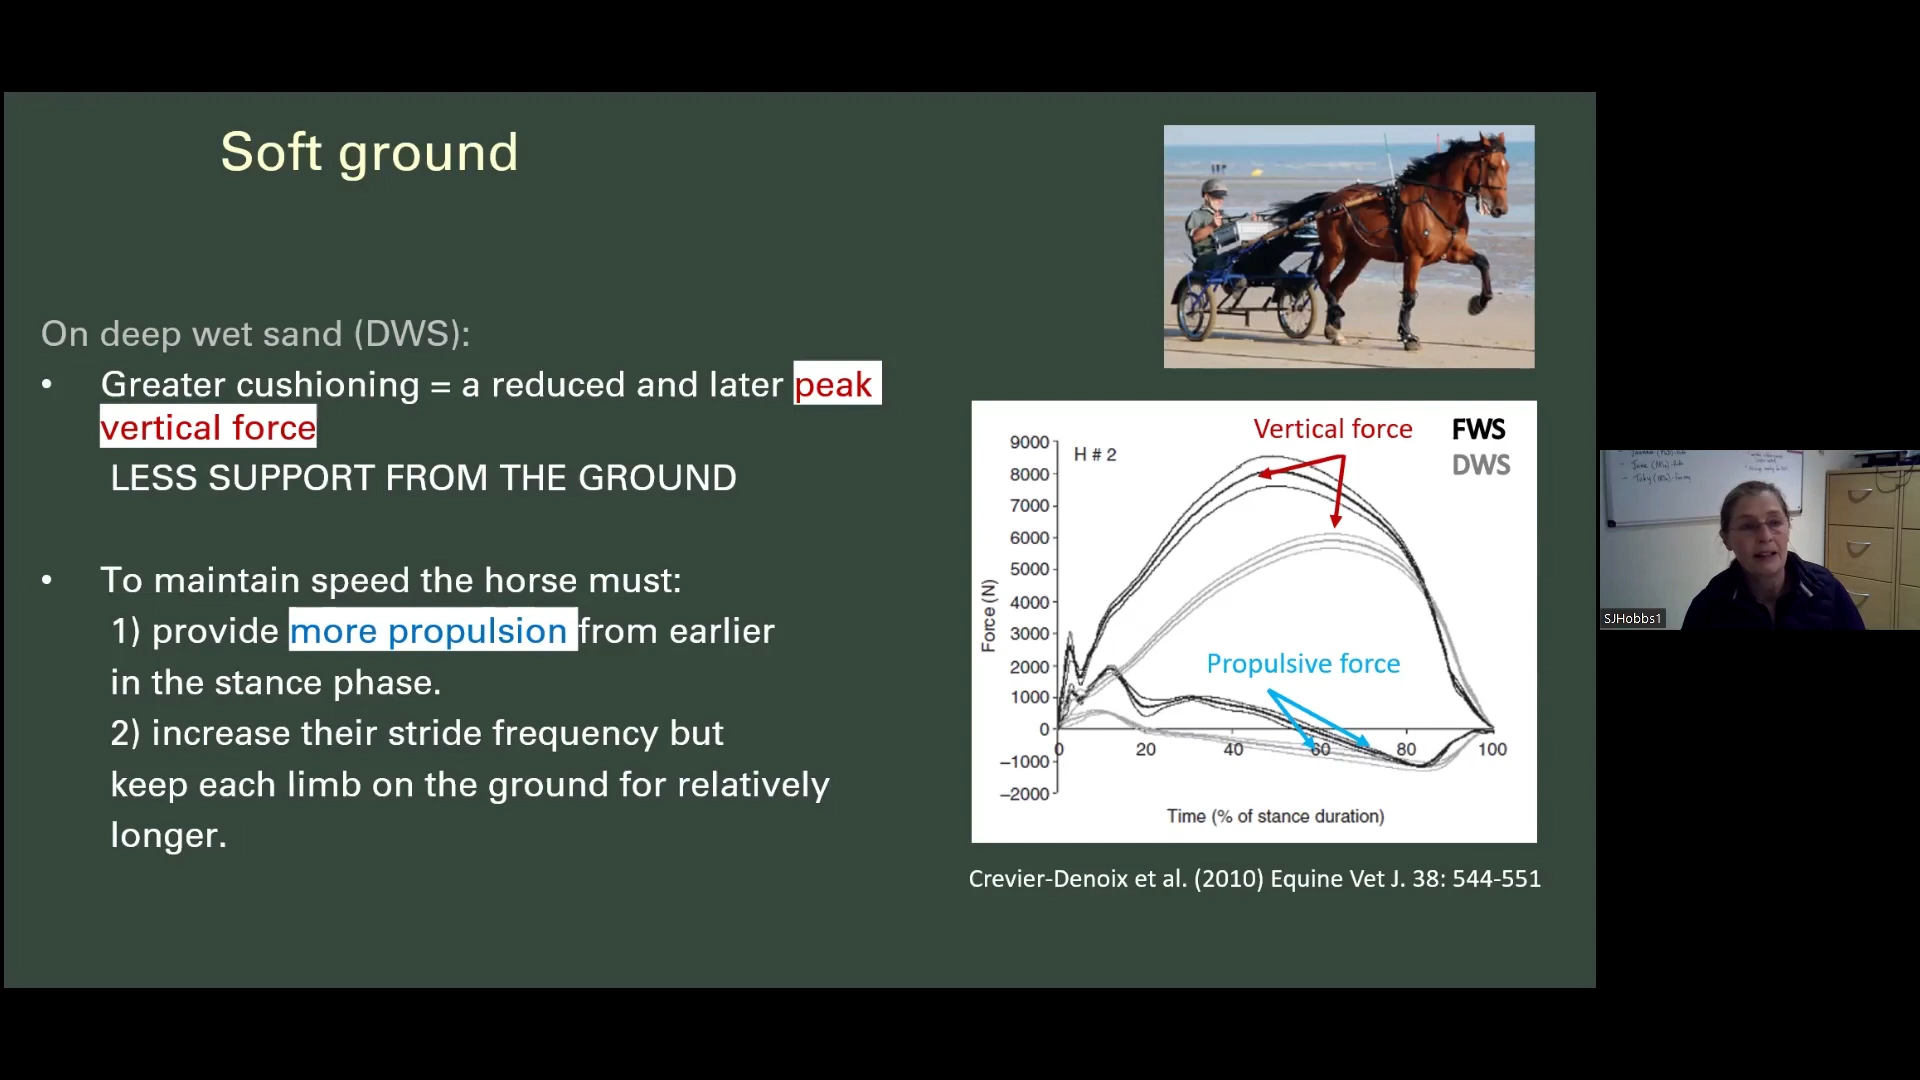 Soft ground
On deep wet sand (DWS):
• Greater cushioning = a reduced and later peak
vertical force
LESS SUPPORT FROM THE GROUND
• To maintain speed the horse must:
1) provide more propulsion from earlier
in the stance phase.
2) increase their stride frequency but
keep each limb on the ground for relatively
longer.
Vertical force
FWS
DWS
H # 2
9000
8000
7000
6000
5000
4000
3000
2000
1000
0
−1000
−2000
Force (N)
Propulsive force
0 20 40 60 80 100
Time (% of stance duration)
Crevier-Denoix et al. (2010) Equine Vet J. 38: 544-551
SJHobbs1